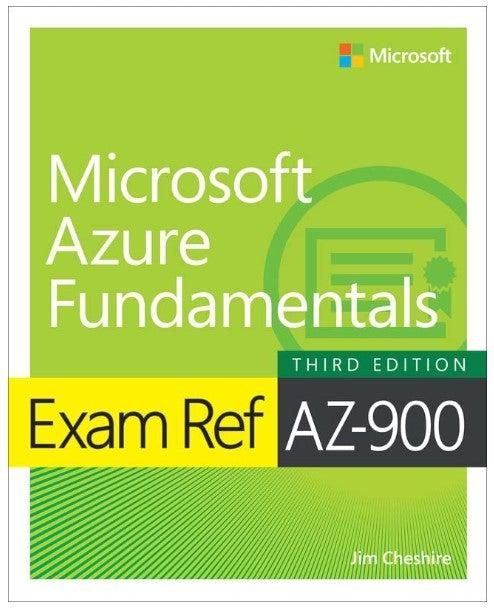 Microsoft
Microsoft
Azure
Fundamentals
THIRD EDITION
Exam Ref AZ-900
Jim Cheshire